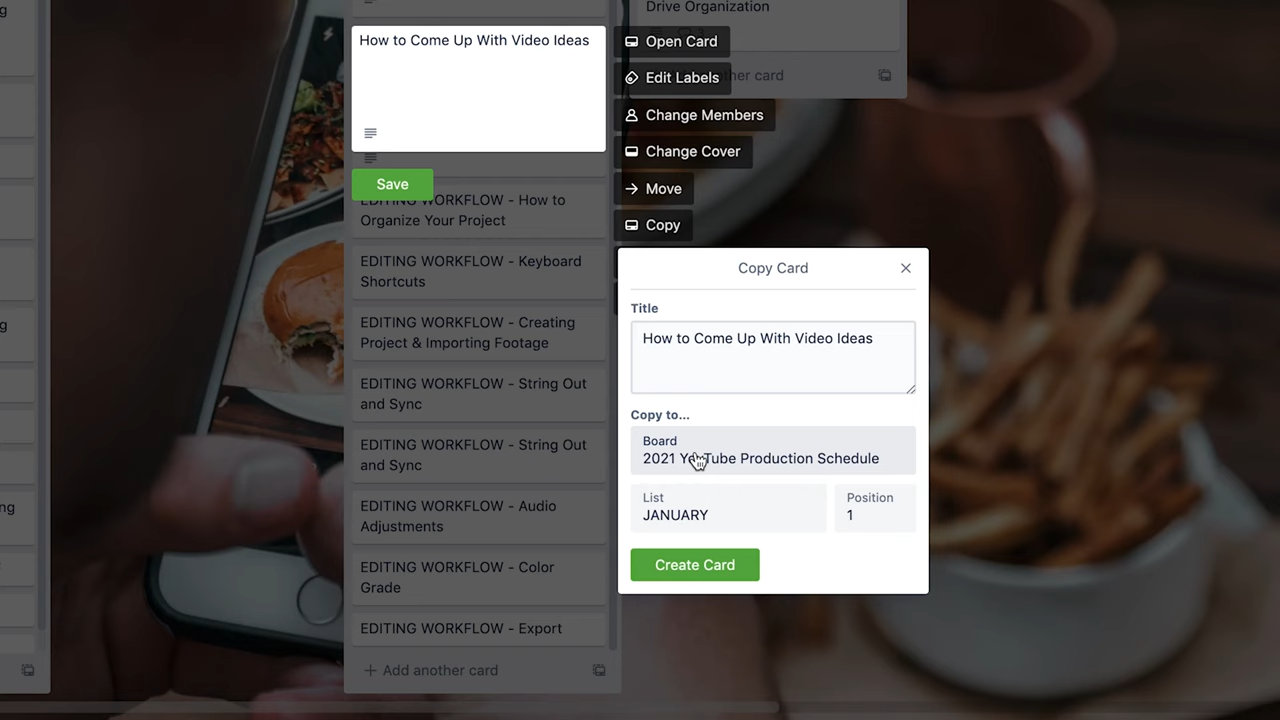 Drive Organization
How to Come Up With Video Ideas
Open Card
Edit Labels
her card
Change Members
Change Cover
Save
Move
EDITING WORKFLOW - How to
Organize Your Project
Copy
EDITING WORKFLOW - Keyboard
Shortcuts
EDITING WORKFLOW - Creating
Project & Importing Footage
EDITING WORKFLOW - String Out
and Sync
EDITING WORKFLOW - String Out
and Sync
EDITING WORKFLOW - Audio
Adjustments
EDITING WORKFLOW - Color
Grade
EDITING WORKFLOW - Export
+ Add another card
Copy Card
Title
How to Come Up With Video Ideas
Copy to...
Board
2021 YouTube Production Schedule
List
JANUARY
Position
1
Create Card